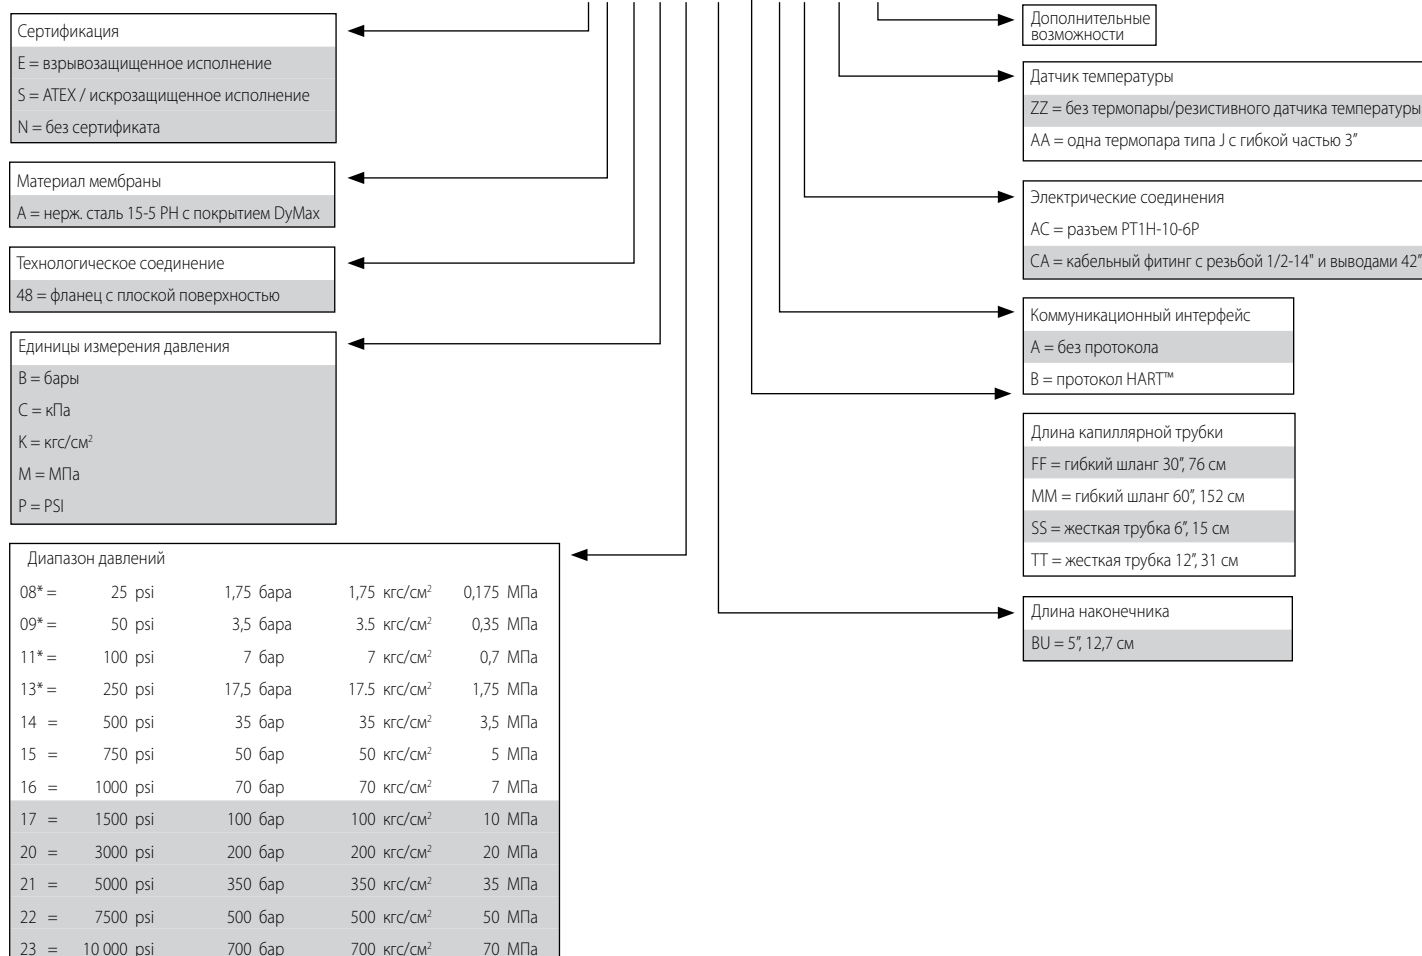 Сертификация
E = взрывозащищенное исполнение
S = ATEX / искрозащищенное исполнение
N = без сертификата
Материал мембраны
A = нерж. сталь 15-5 PH с покрытием DyMax
Технологическое соединение
48 = фланец с плоской поверхностью
Единицы измерения давления
B = бары
C = кПа
K = кгс/см²
M = МПа
P = PSI
Диапазон давлений
08* = 25 psi 1,75 бара 1,75 кгс/см² 0,175 МПа
09* = 50 psi 3,5 бара 3.5 кгс/см² 0,35 МПа
11* = 100 psi 7 бар 7 кгс/см² 0,7 МПа
13* = 250 psi 17,5 бара 17.5 кгс/см² 1,75 МПа
14 = 500 psi 35 бар 35 кгс/см² 3,5 МПа
15 = 750 psi 50 бар 50 кгс/см² 5 МПа
16 = 1000 psi 70 бар 70 кгс/см² 7 МПа
17 = 1500 psi 100 бар 100 кгс/см² 10 МПа
20 = 3000 psi 200 бар 200 кгс/см² 20 МПа
21 = 5000 psi 350 бар 350 кгс/см² 35 МПа
22 = 7500 psi 500 бар 500 кгс/см² 50 МПа
23 = 10 000 psi 700 бар 700 кгс/см² 70 МПа
Дополнительные
возможности
Датчик температуры
ZZ = без термопары/резистивного датчика температуры
AA = одна термопара типа J с гибкой частью 3”
Электрические соединения
AC = разъем PT1H-10-6P
CA = кабельный фитинг с резьбой 1/2-14" и выводами 42"
Коммуникационный интерфейс
A = без протокола
B = протокол HART™
Длина капиллярной трубки
FF = гибкий шланг 30”, 76 см
MM = гибкий шланг 60”, 152 см
SS = жесткая трубка 6”, 15 см
TT = жесткая трубка 12”, 31 см
Длина наконечника
BU = 5”, 12,7 см